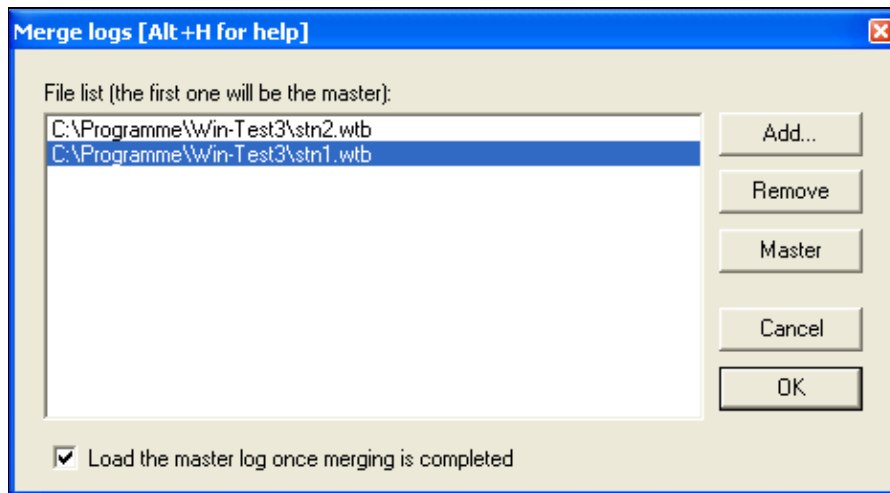 Merge logs [Alt+H for help]
File list (the first one will be the master):
C:\Programme\Win-Test3\stn2.wtb
C:\Programme\Win-Test3\stn1.wtb
Add...
Remove
Master
Cancel
OK
Load the master log once merging is completed